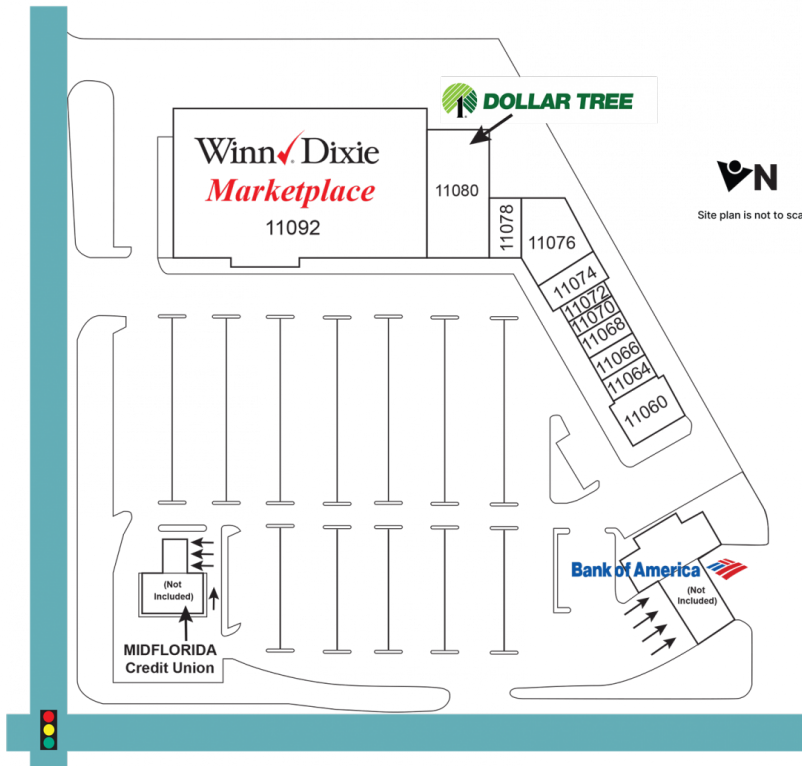 DOLLAR TREE
Winn Dixie
Marketplace
11092
11080
11078
11076
11074
11072
11070
11068
11066
11064
11060
N
Site plan is not to sca
(Not
Included)
MIDFLORIDA
Credit Union
Bank of America
(Not
Included)